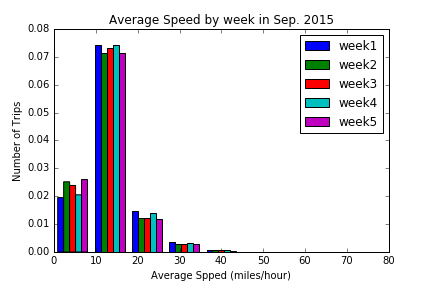 Average Speed by week in Sep. 2015
0.08
0.07
0.06
0.05
0.04
0.03
0.02
0.01
0.00
Number of Trips
week1
week2
week3
week4
week5
0 10 20 30 40 50 60 70 80
Average Spped (miles/hour)